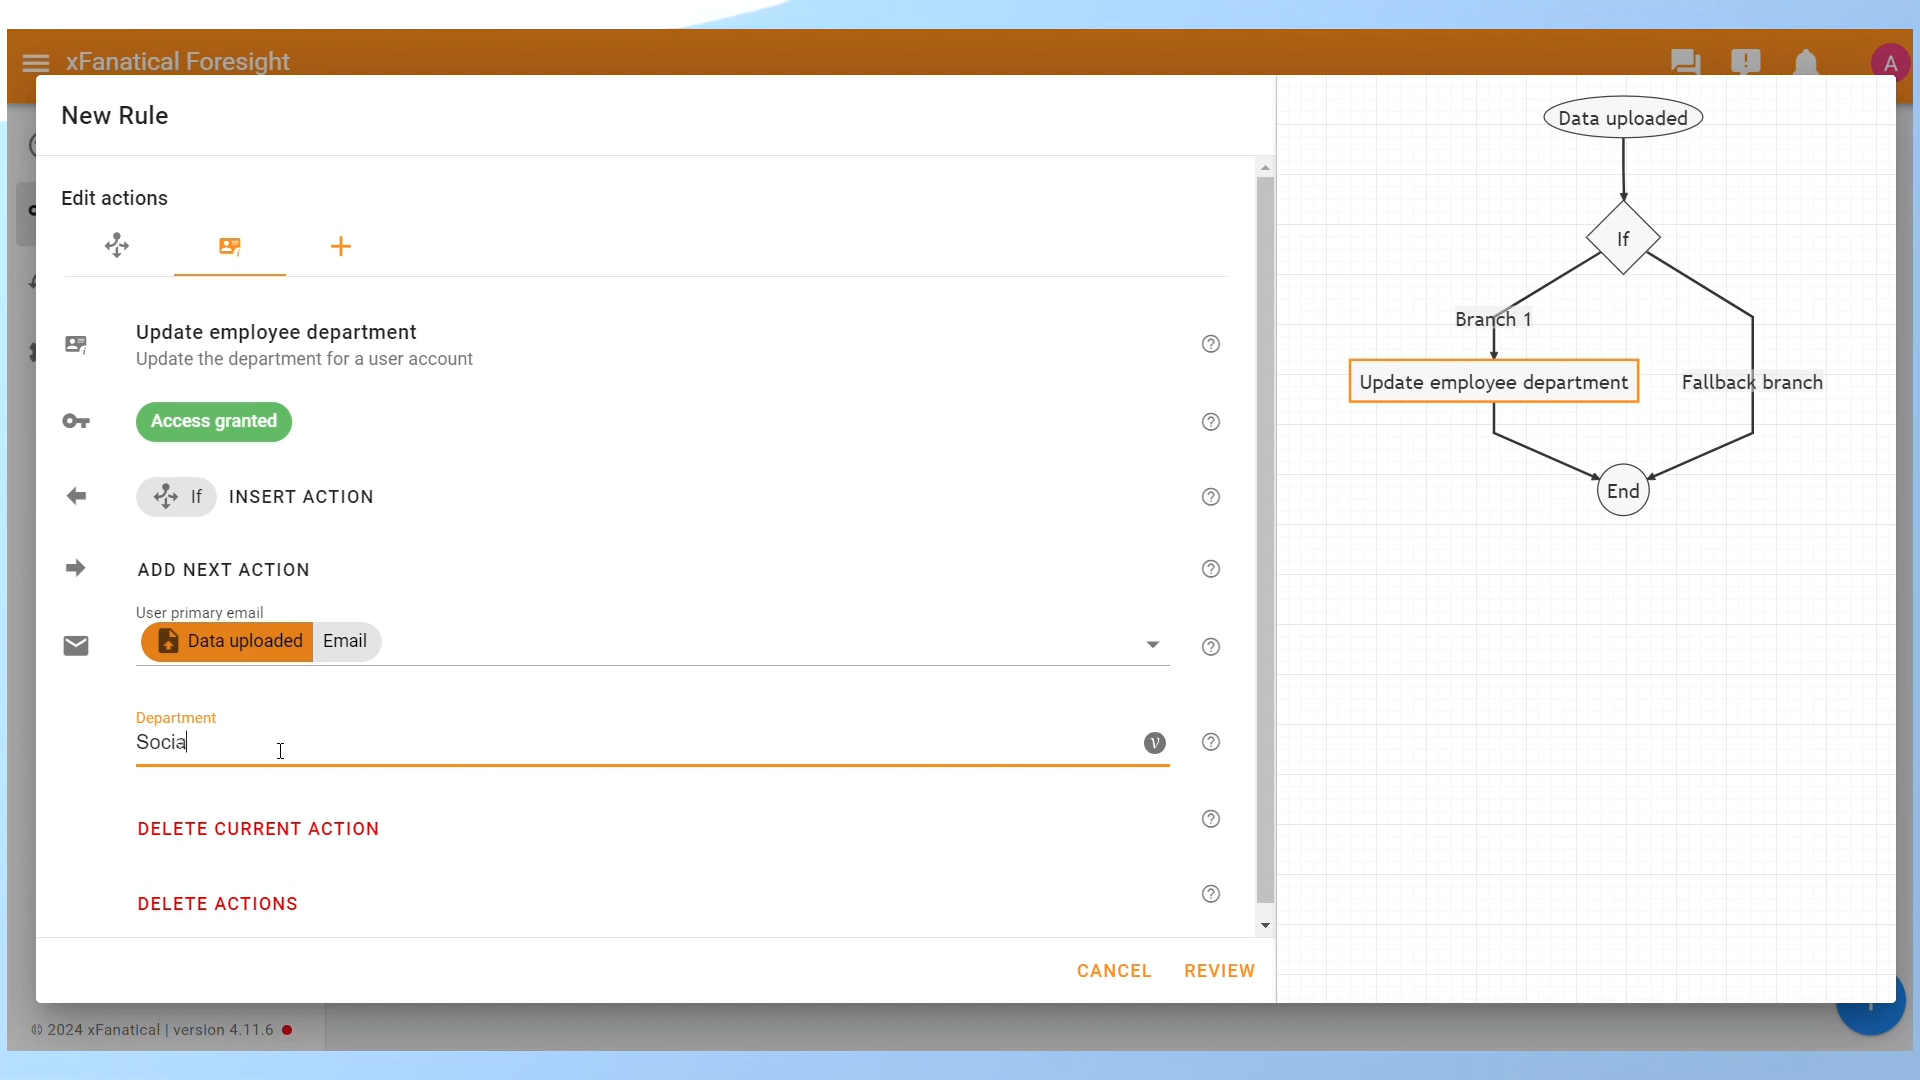 xFanatical Foresight
A
New Rule
Edit actions
Update employee department
Update the department for a user account
Access granted
If INSERT ACTION
ADD NEXT ACTION
User primary email
Data uploaded Email
Department
Socia
v
DELETE CURRENT ACTION
DELETE ACTIONS
CANCEL REVIEW
Data uploaded
If
Branch 1
Update employee department
Fallback branch
End
© 2024 xFanatical | version 4.11.6